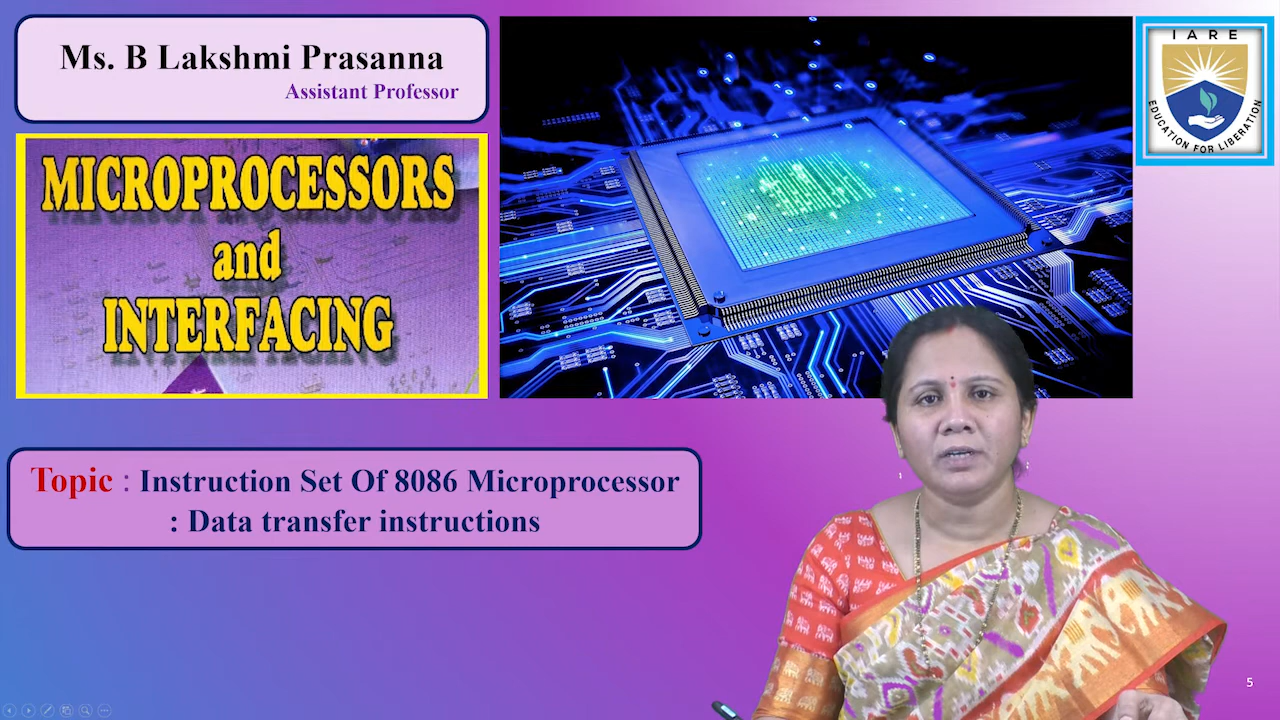 Ms. B Lakshmi Prasanna
Assistant Professor
MICROPROCESSORS
and
INTERFACING
I A R E
EDUCATION FOR LIBERATION
Topic : Instruction Set Of 8086 Microprocessor
: Data transfer instructions
5